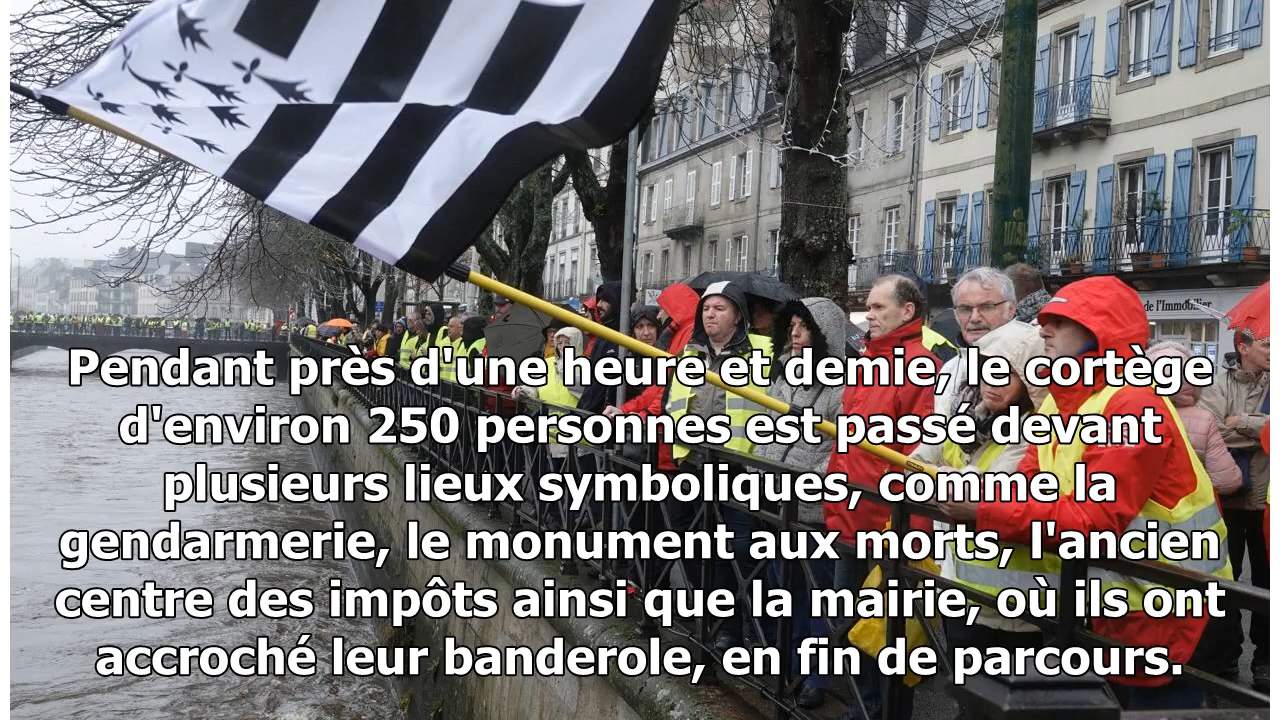 de l'Immobilier
Pendant près d'une heure et demie, le cortège
d'environ 250 personnes est passé devant
plusieurs lieux symboliques, comme la
gendarmerie, le monument aux morts, l'ancien
centre des impôts ainsi que la mairie, où ils ont
accroché leur banderole, en fin de parcours.